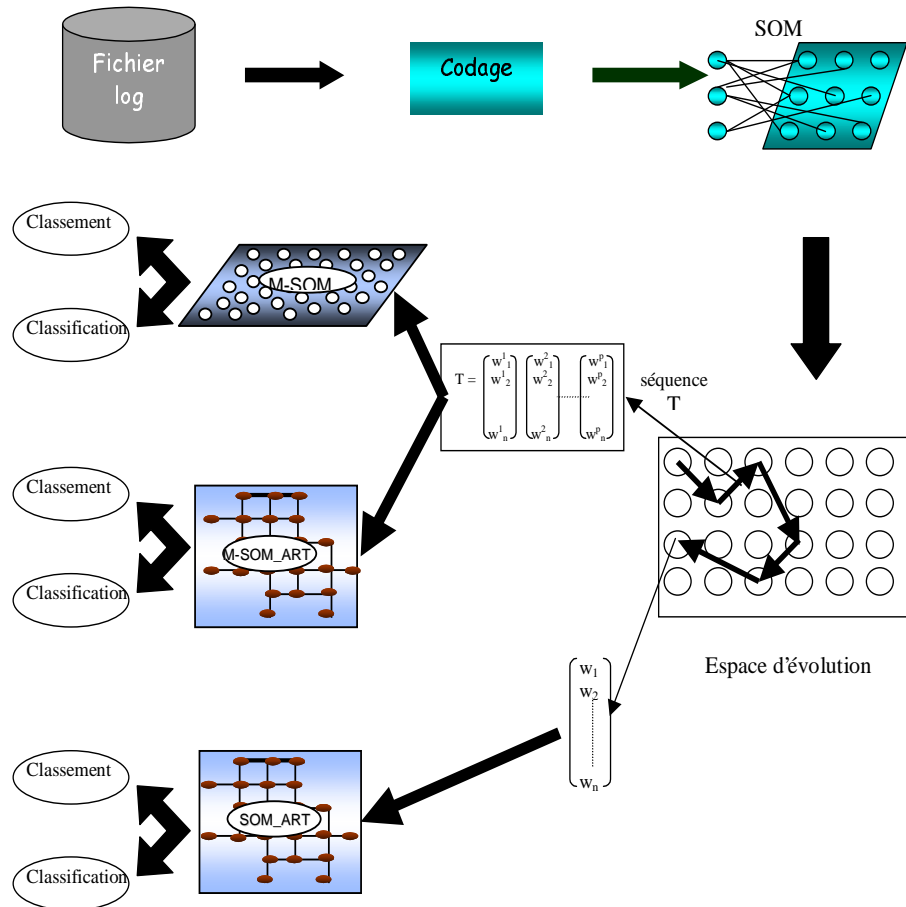 SOM
Fichier
log
Codage
Classement
M-SOM
Classification
T = w¹₁ w²₁ wᵖ₁
w¹₂ w²₂ wᵖ₂
w¹ₙ w²ₙ wᵖₙ
séquence
T
Classement
M-SOM_ART
Classification
Espace d'évolution
w₁
w₂
wₙ
Classement
SOM_ART
Classification